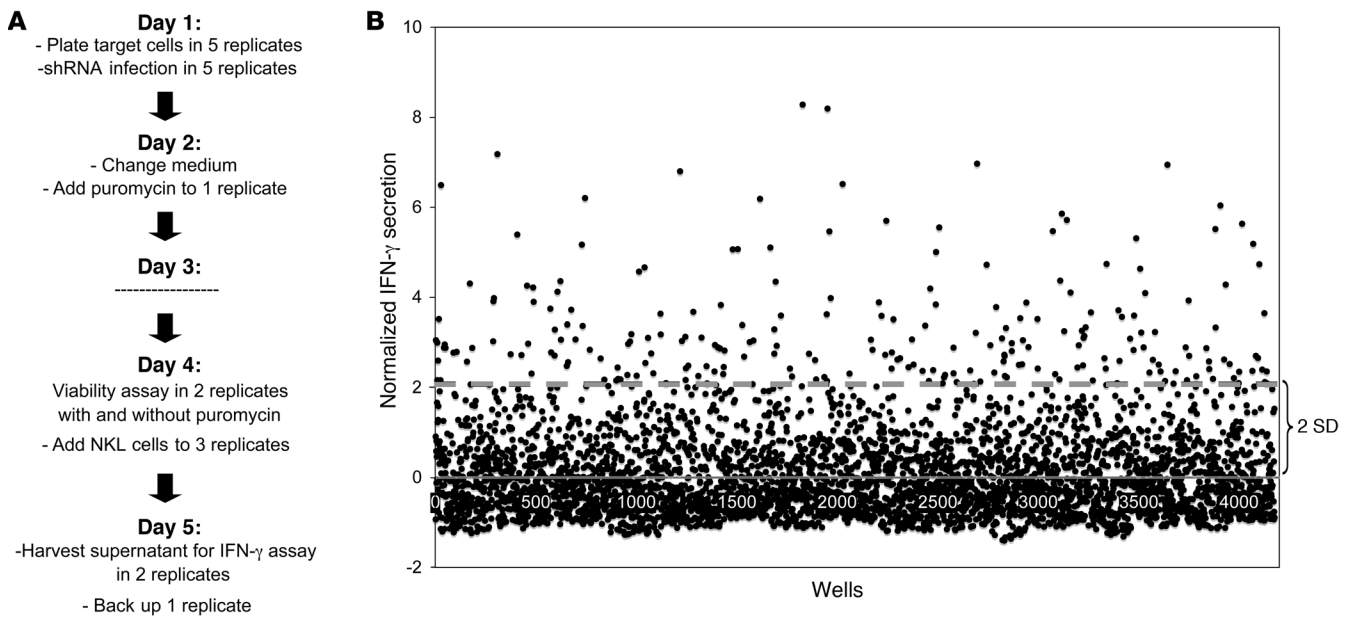 A
Day 1:
- Plate target cells in 5 replicates
-shRNA infection in 5 replicates
Day 2:
- Change medium
- Add puromycin to 1 replicate
Day 3:
-----------------
Day 4:
Viability assay in 2 replicates
with and without puromycin
- Add NKL cells to 3 replicates
Day 5:
-Harvest supernatant for IFN-γ assay
in 2 replicates
- Back up 1 replicate
B
Normalized IFN-γ secretion
10
8
6
4
2
0
-2
0 500 1000 1500 2000 2500 3000 3500 4000
2 SD
Wells